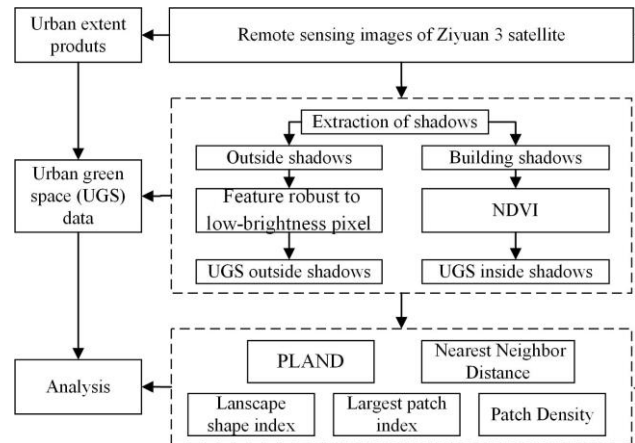 Urban extent
produts
Remote sensing images of Ziyuan 3 satellite
Extraction of shadows
Outside shadows
Building shadows
Urban green
space (UGS)
data
Feature robust to
low-brightness pixel
NDVI
UGS outside shadows
UGS inside shadows
Analysis
PLAND
Nearest Neighbor
Distance
Lanscape
shape index
Largest patch
index
Patch Density